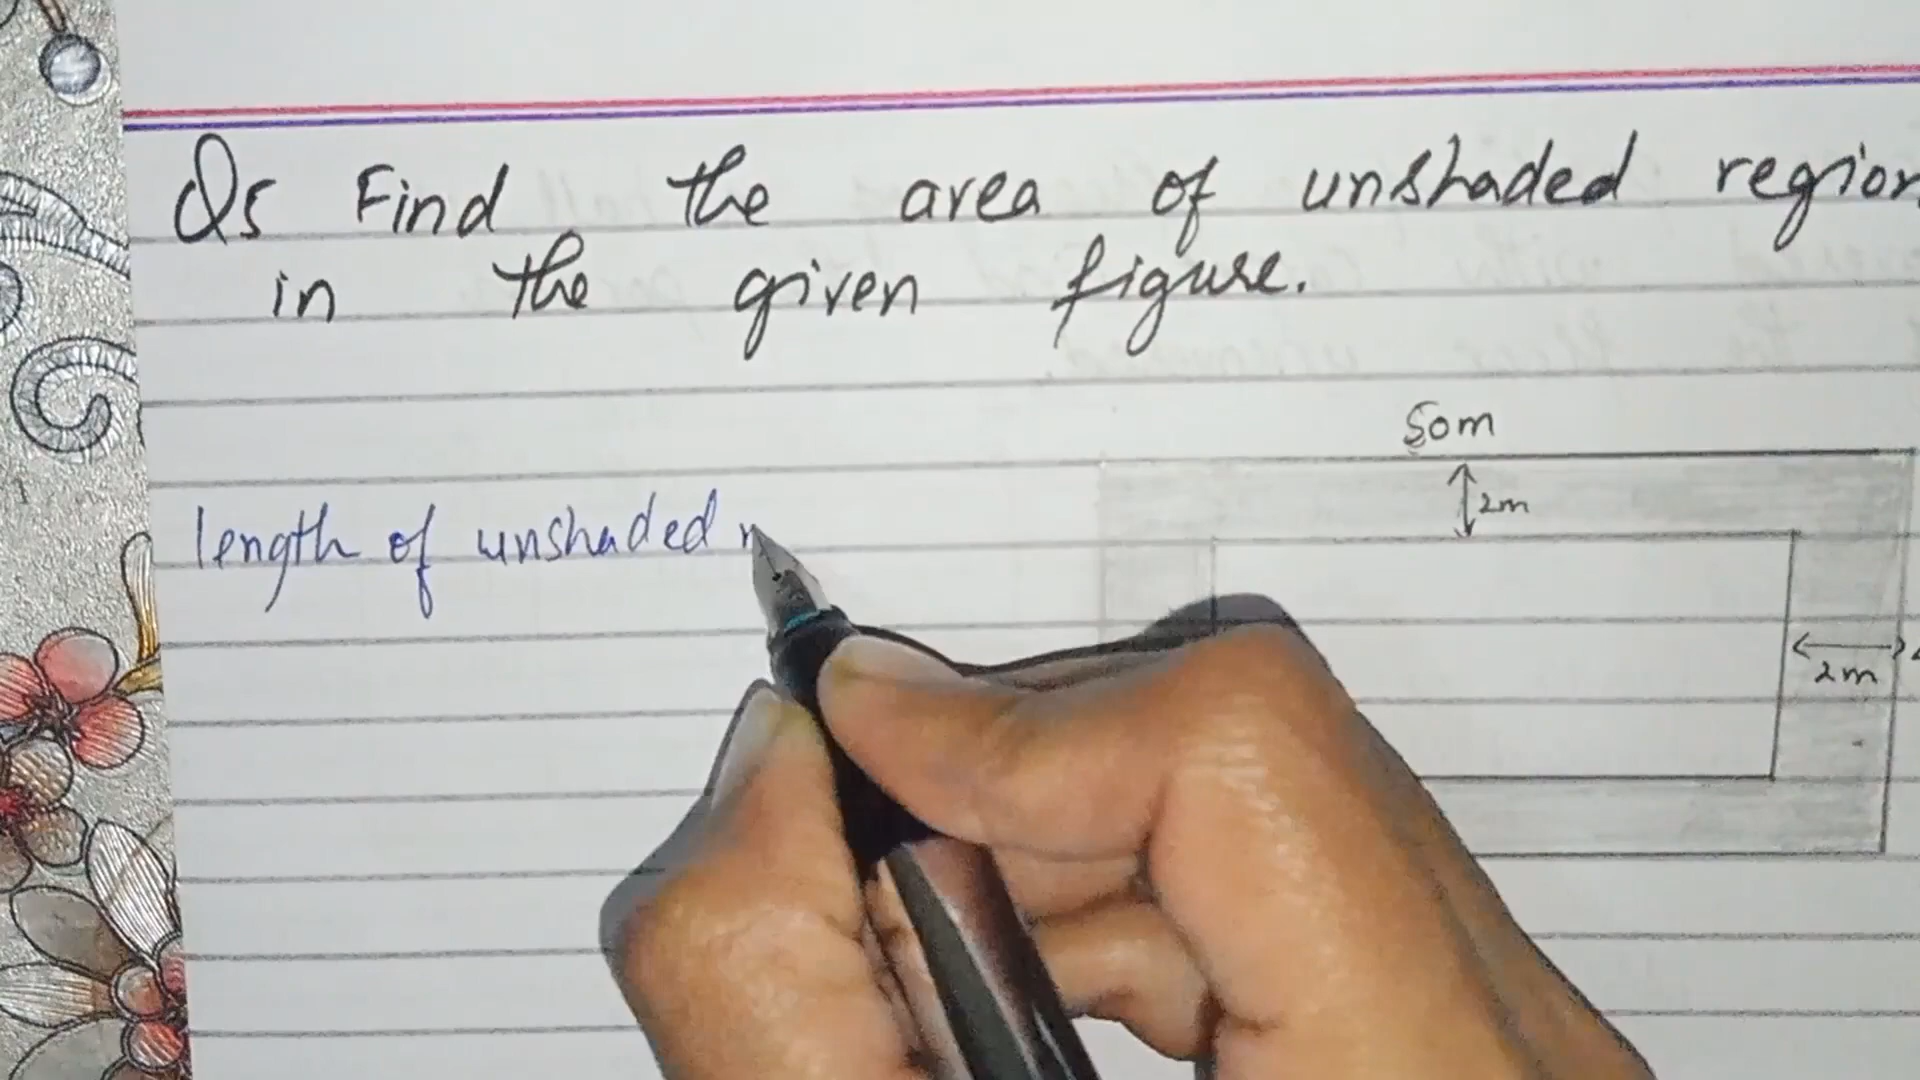 Q5 Find the area of unshaded region
in the given figure.
50m
2m
length of unshaded
2m